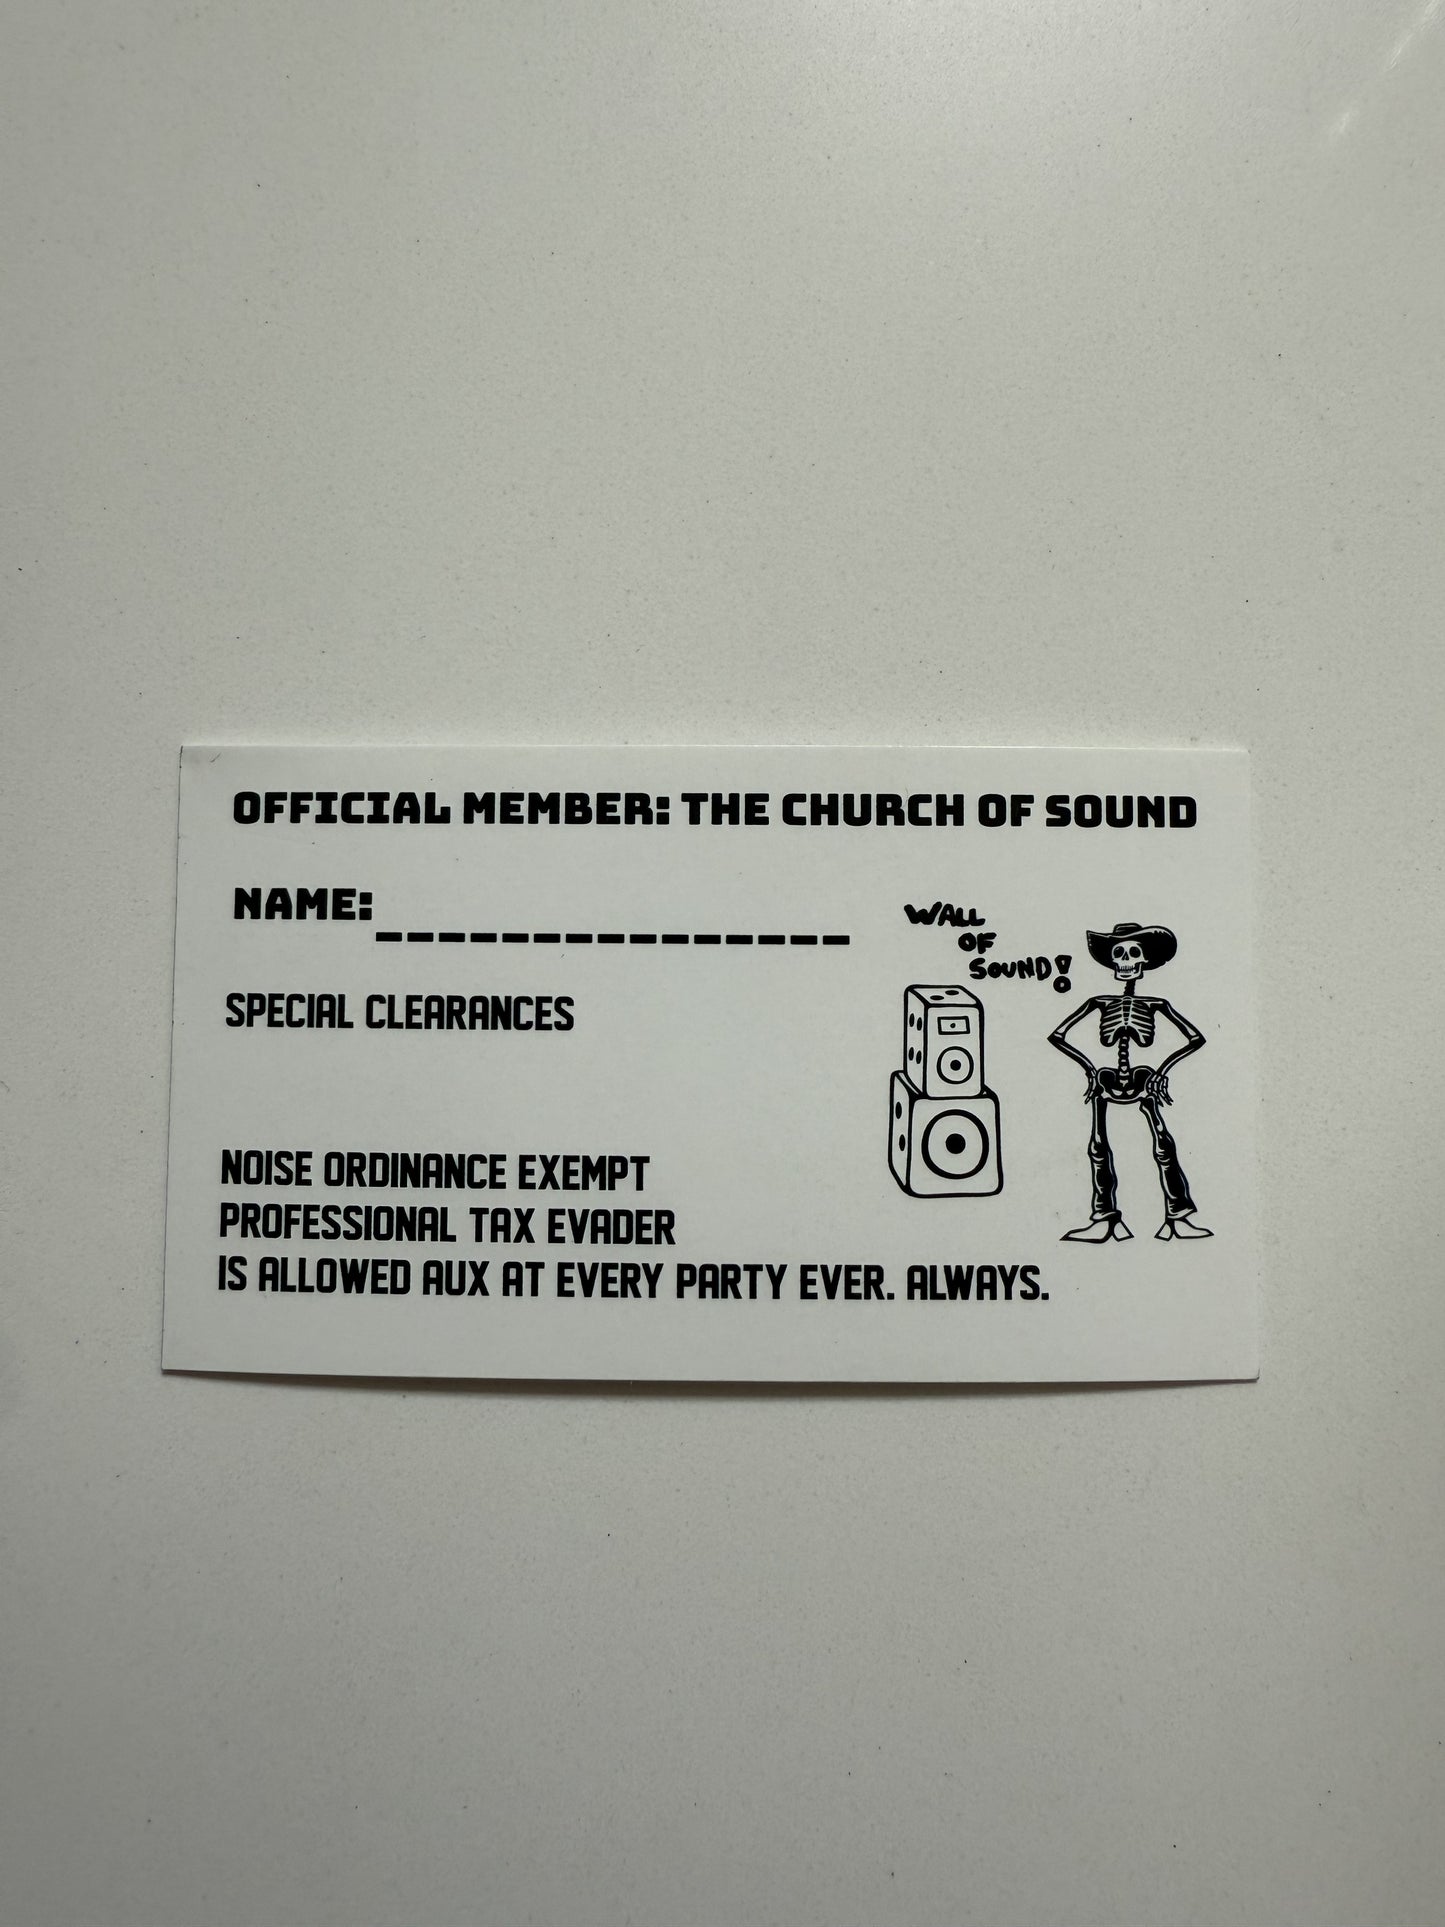 OFFICIAL MEMBER: THE CHURCH OF SOUND
NAME:_______________
WALL
OF
SOUND!
SPECIAL CLEARANCES
NOISE ORDINANCE EXEMPT
PROFESSIONAL TAX EVADER
IS ALLOWED AUX AT EVERY PARTY EVER. ALWAYS.